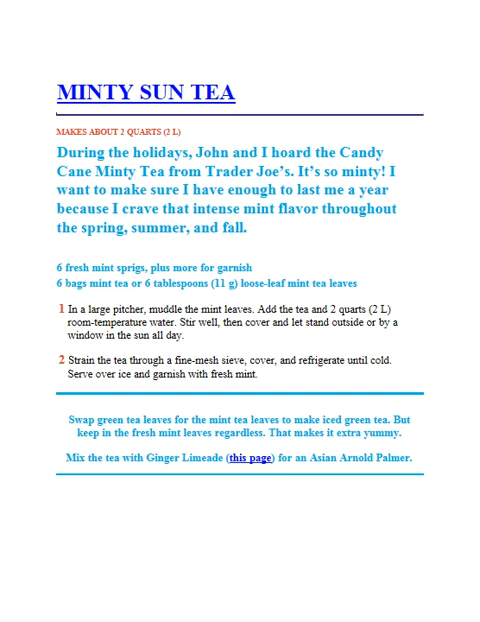 MINTY SUN TEA
MAKES ABOUT 2 QUARTS (2 L)
During the holidays, John and I hoard the Candy
Cane Minty Tea from Trader Joe’s. It’s so minty! I
want to make sure I have enough to last me a year
because I crave that intense mint flavor throughout
the spring, summer, and fall.
6 fresh mint sprigs, plus more for garnish
6 bags mint tea or 6 tablespoons (11 g) loose-leaf mint tea leaves
1 In a large pitcher, muddle the mint leaves. Add the tea and 2 quarts (2 L)
room-temperature water. Stir well, then cover and let stand outside or by a
window in the sun all day.
2 Strain the tea through a fine-mesh sieve, cover, and refrigerate until cold.
Serve over ice and garnish with fresh mint.
Swap green tea leaves for the mint tea leaves to make iced green tea. But
keep in the fresh mint leaves regardless. That makes it extra yummy.
Mix the tea with Ginger Limeade (this page) for an Asian Arnold Palmer.